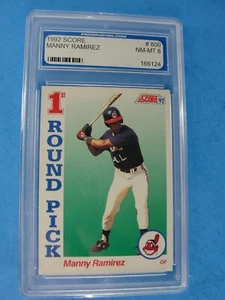 1992 SCORE
# 800
MANNY RAMIREZ
NM-MT 8
166124
1ST
ROUND PICK
SCORE 92
Manny Ramirez
OF